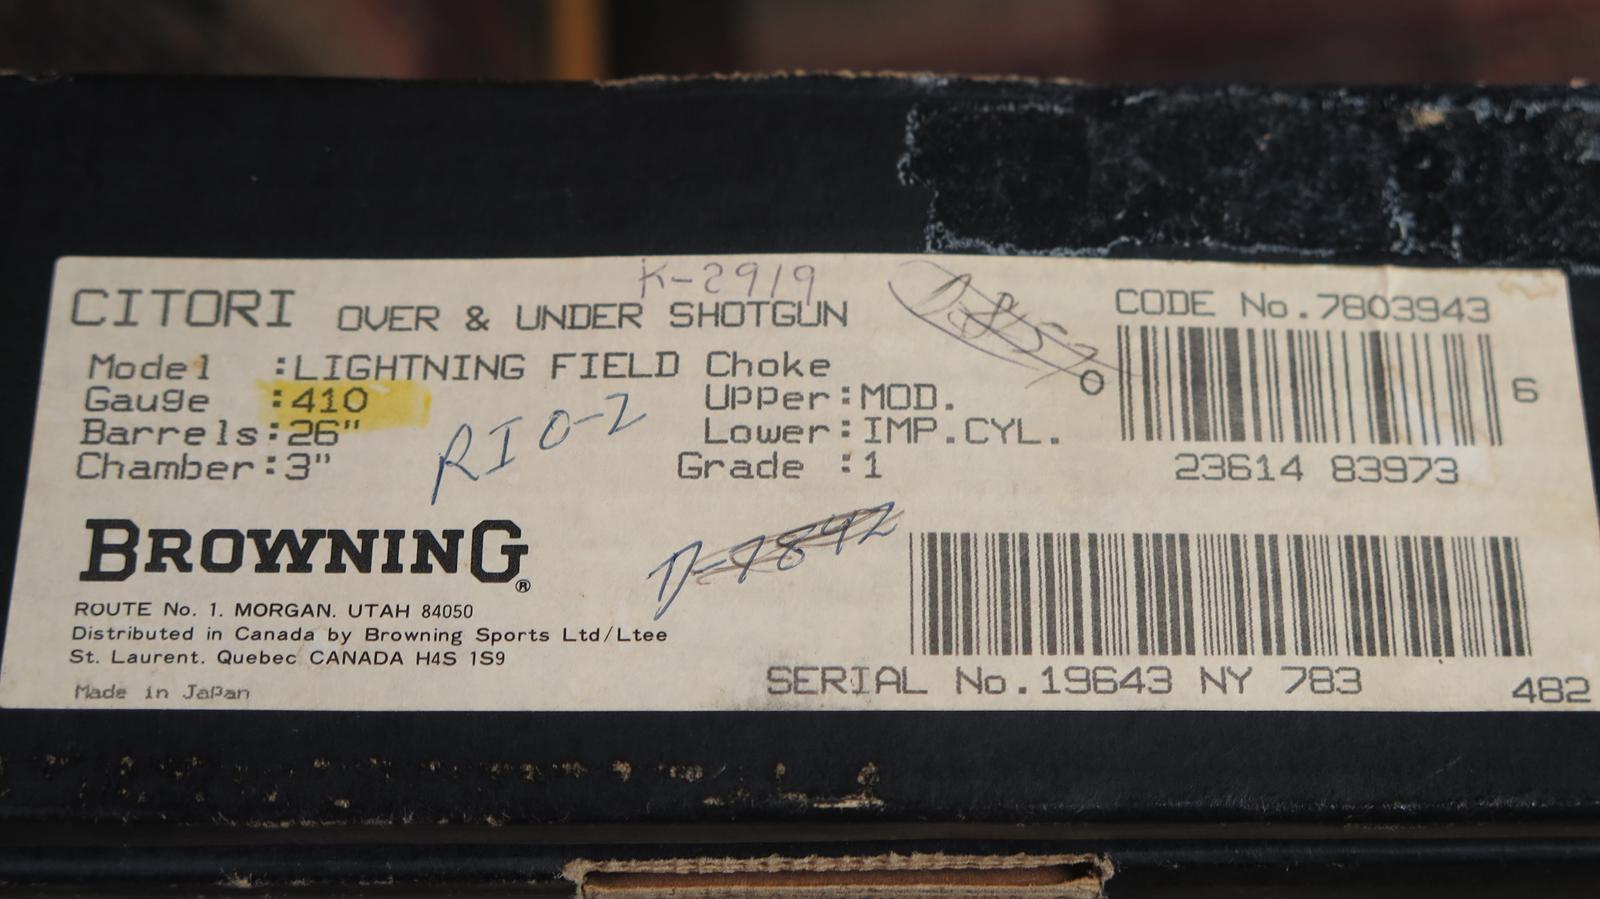 K-2919
CITORI OVER & UNDER SHOTGUN
CODE No.7803943
Model :LIGHTNING FIELD Choke
Gauge :410 Upper:MOD.
6
Barrels:26" Lower:IMP.CYL.
Chamber:3" Grade :1
23614 83973
RIO-2
BROWNING®
D-9842
ROUTE No. 1. MORGAN. UTAH 84050
Distributed in Canada by Browning Sports Ltd/Ltee
St. Laurent. Quebec CANADA H4S 1S9
Made in Japan
SERIAL No.19643 NY 783
482